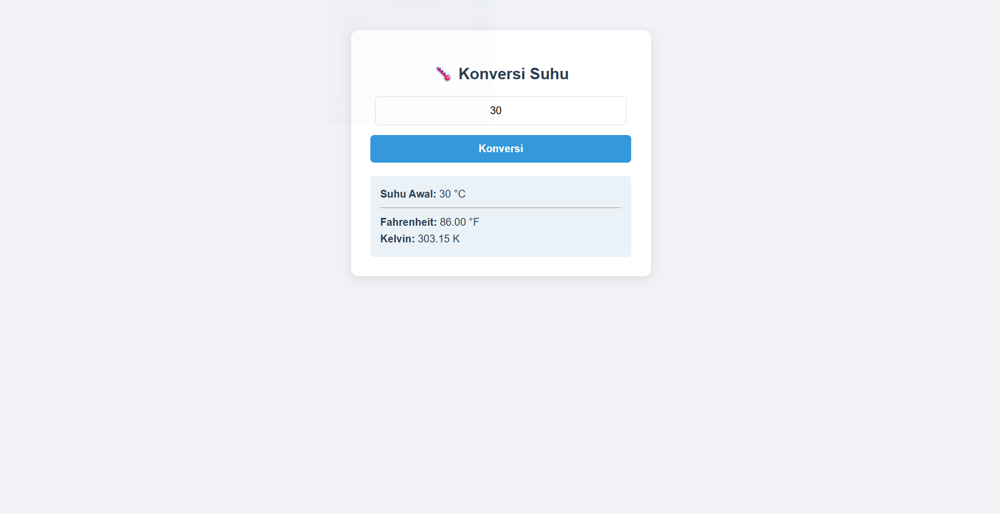 Konversi Suhu
30
Konversi
Suhu Awal: 30 °C
Fahrenheit: 86.00 °F
Kelvin: 303.15 K